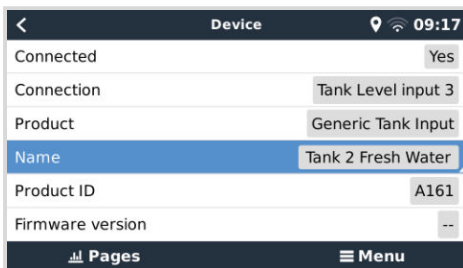 Device 09:17
Connected Yes
Connection Tank Level input 3
Product Generic Tank Input
Name Tank 2 Fresh Water
Product ID A161
Firmware version --
Pages Menu